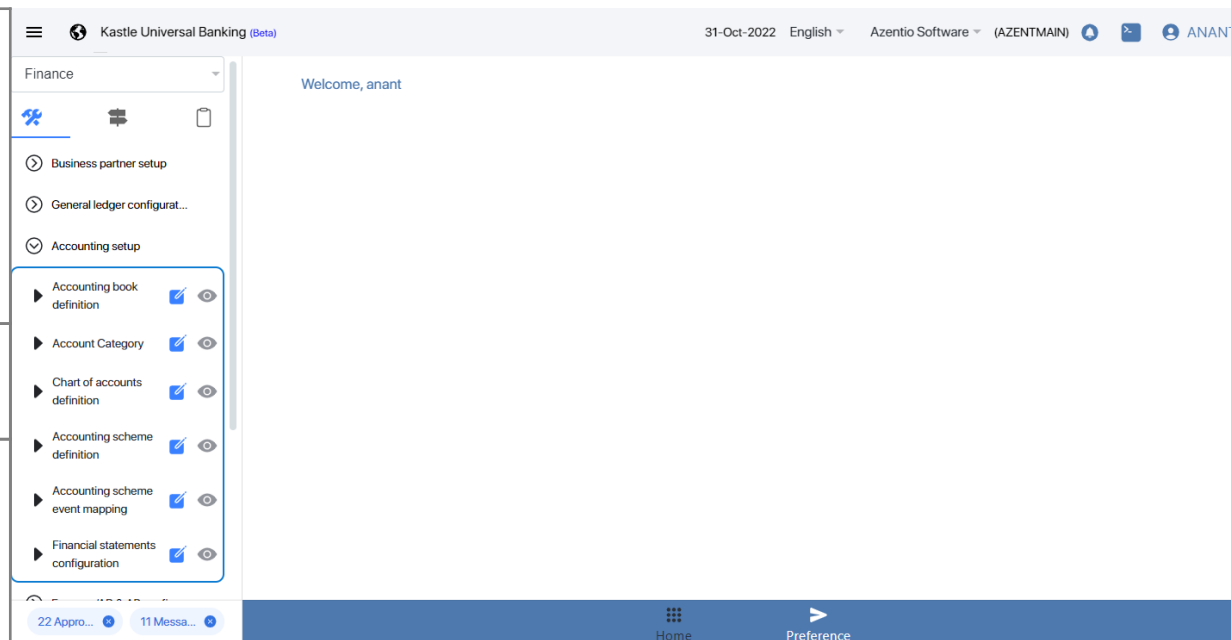 Kastle Universal Banking (Beta)
31-Oct-2022 English Azentio Software (AZENTMAIN) ANANT
Finance
Welcome, anant
Business partner setup
General ledger configurat...
Accounting setup
Accounting book
definition
Account Category
Chart of accounts
definition
Accounting scheme
definition
Accounting scheme
event mapping
Financial statements
configuration
22 Appro...
11 Messa...
Home
Preference